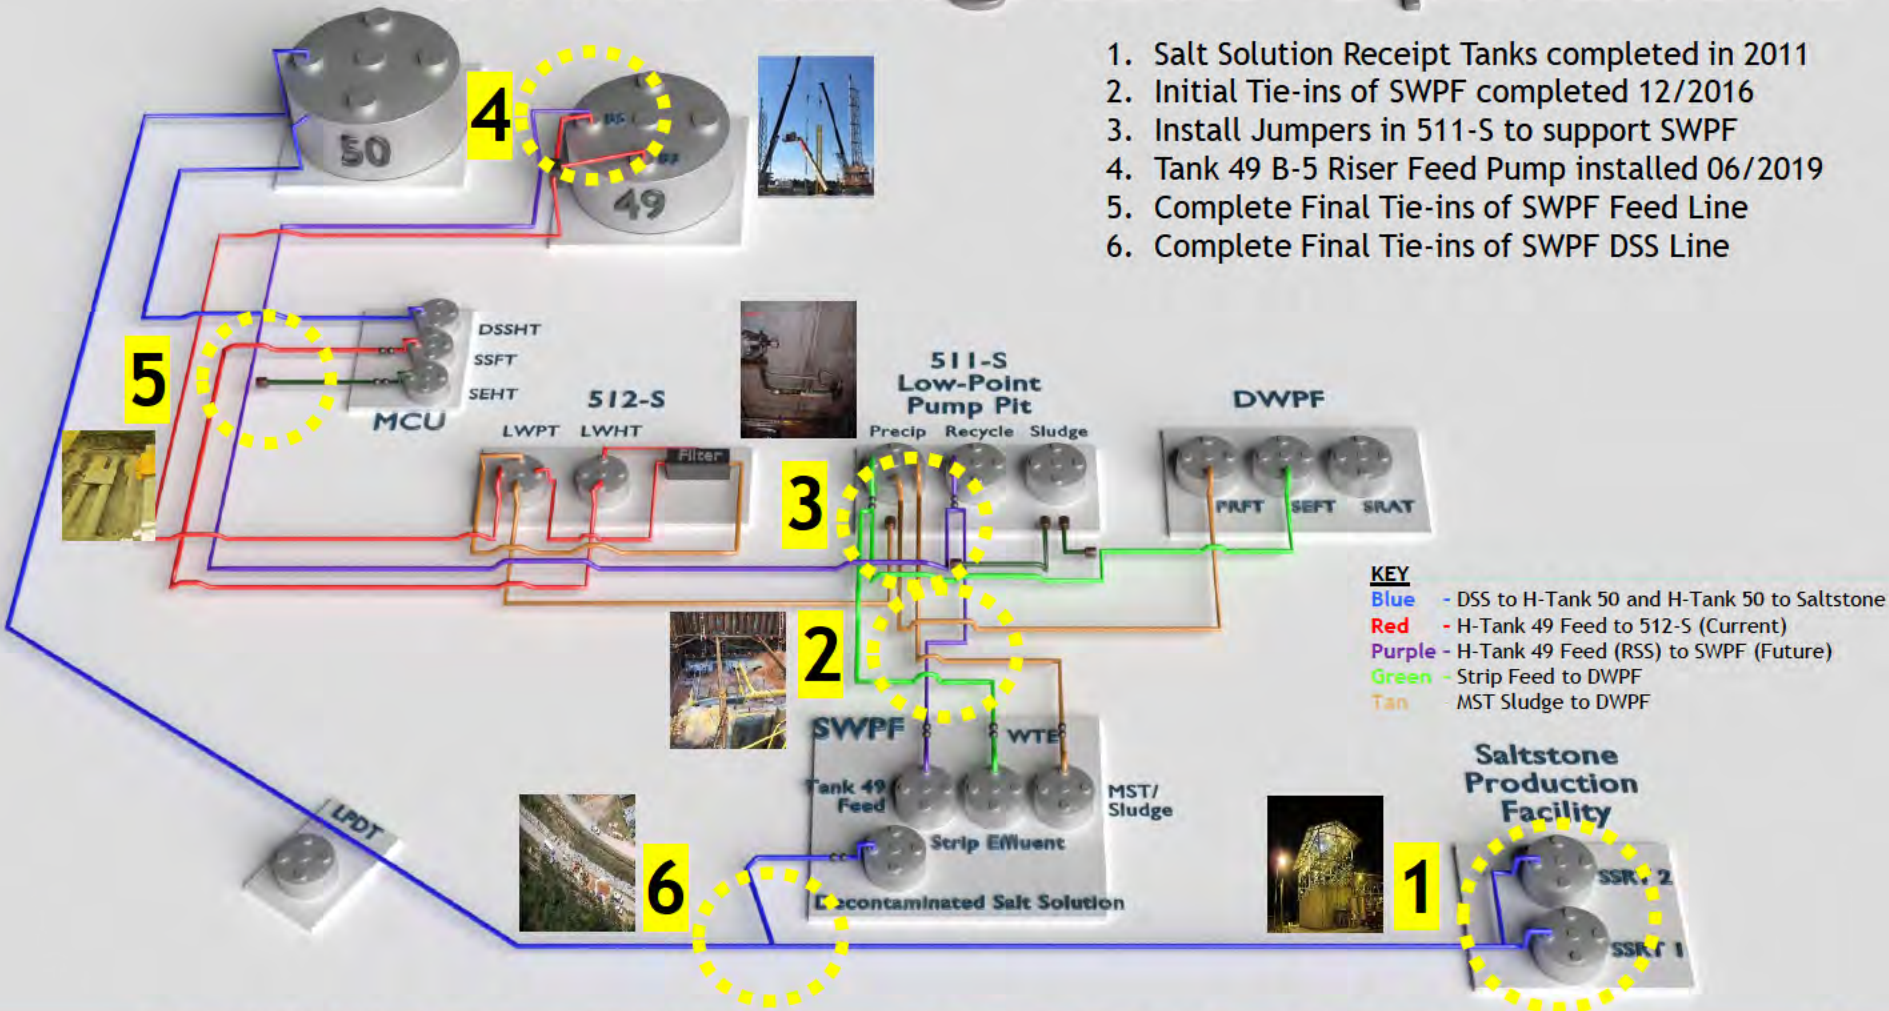 1. Salt Solution Receipt Tanks completed in 2011
2. Initial Tie-ins of SWPF completed 12/2016
3. Install Jumpers in 511-S to support SWPF
4. Tank 49 B-5 Riser Feed Pump installed 06/2019
5. Complete Final Tie-ins of SWPF Feed Line
6. Complete Final Tie-ins of SWPF DSS Line
50
4
49
5
DSSHT
SSFT
SEHT
MCU
512-S
LWPT LWHT
Filter
511-S
Low-Point
Pump Pit
Precip Recycle Sludge
3
DWPF
PRFT SEFT SRAT
KEY
Blue - DSS to H-Tank 50 and H-Tank 50 to Saltstone
Red - H-Tank 49 Feed to 512-S (Current)
Purple - H-Tank 49 Feed (RSS) to SWPF (Future)
Green - Strip Feed to DWPF
Tan MST Sludge to DWPF
2
SWPF
WTE
Tank 49
Feed
MST/
Sludge
Strip Effluent
Decontaminated Salt Solution
LPDT
6
Saltstone
Production
Facility
1
SSRT 2
SSRT 1